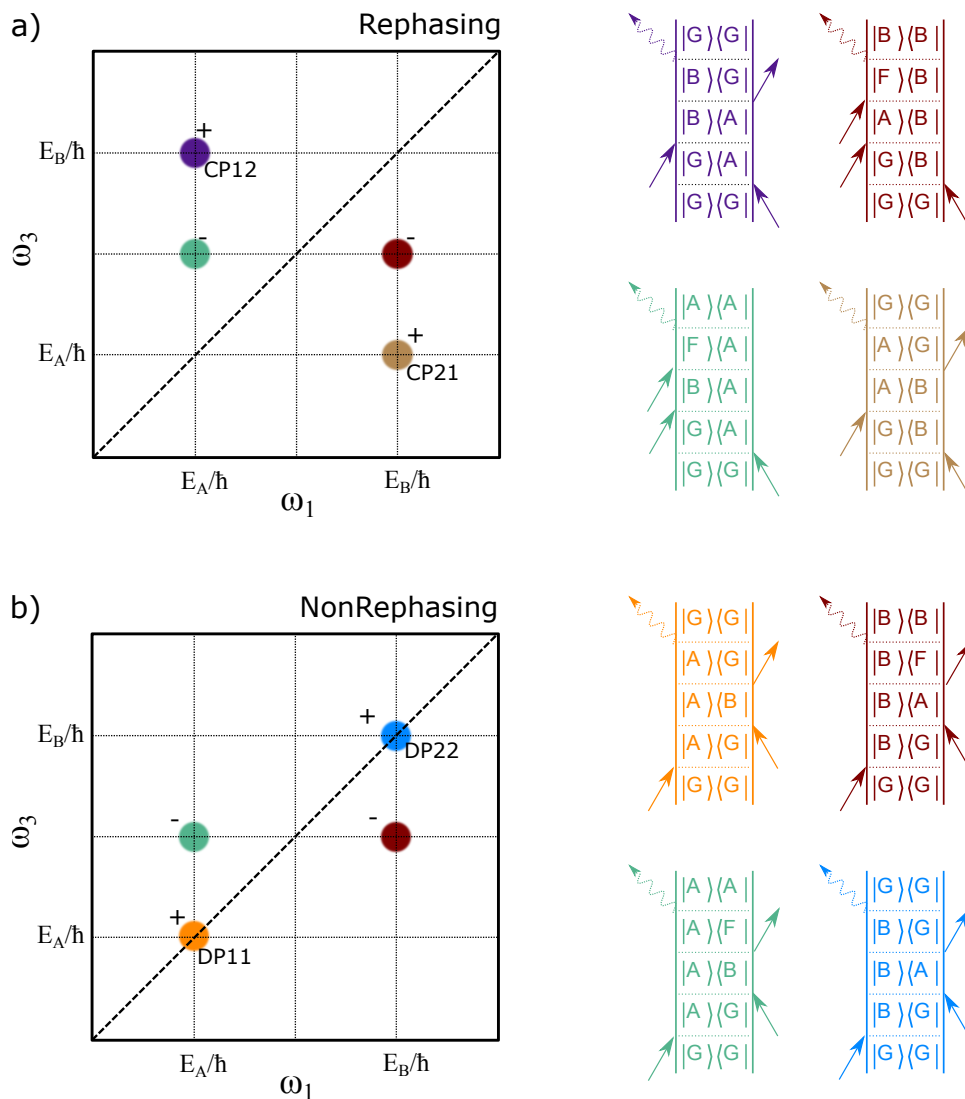 a)
Rephasing
E_B/ħ
ω_3
E_A/ħ
+
CP12
-
-
+
CP21
E_A/ħ
E_B/ħ
ω_1
|G⟩⟨G|
|B⟩⟨G|
|B⟩⟨A|
|G⟩⟨A|
|G⟩⟨G|
|B⟩⟨B|
|F⟩⟨B|
|A⟩⟨B|
|G⟩⟨B|
|G⟩⟨G|
|A⟩⟨A|
|F⟩⟨A|
|B⟩⟨A|
|G⟩⟨A|
|G⟩⟨G|
|G⟩⟨G|
|A⟩⟨G|
|A⟩⟨B|
|G⟩⟨B|
|G⟩⟨G|
b)
NonRephasing
E_B/ħ
ω_3
E_A/ħ
+
DP22
-
-
+
DP11
E_A/ħ
E_B/ħ
ω_1
|G⟩⟨G|
|A⟩⟨G|
|A⟩⟨B|
|A⟩⟨G|
|G⟩⟨G|
|B⟩⟨B|
|B⟩⟨F|
|B⟩⟨A|
|B⟩⟨G|
|G⟩⟨G|
|A⟩⟨A|
|A⟩⟨F|
|A⟩⟨B|
|A⟩⟨G|
|G⟩⟨G|
|G⟩⟨G|
|B⟩⟨G|
|B⟩⟨A|
|B⟩⟨G|
|G⟩⟨G|